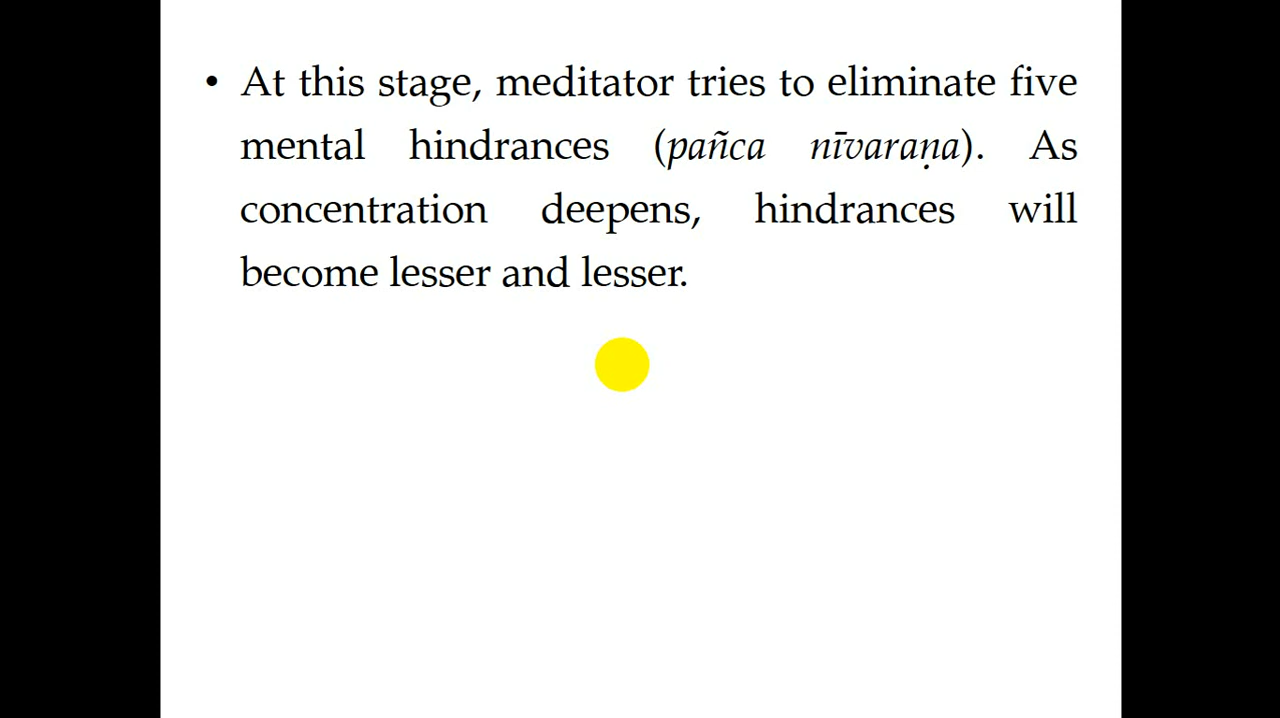 • At this stage, meditator tries to eliminate five
mental hindrances (pañca nīvaraṇa). As
concentration deepens, hindrances will
become lesser and lesser.